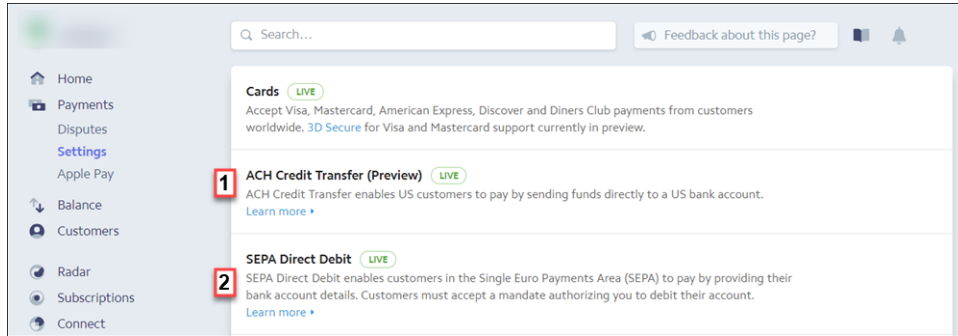 Search...
Feedback about this page?
Home
Payments
Disputes
Settings
Apple Pay
Balance
Customers
Radar
Subscriptions
Connect
Cards LIVE
Accept Visa, Mastercard, American Express, Discover and Diners Club payments from customers
worldwide. 3D Secure for Visa and Mastercard support currently in preview.
1
ACH Credit Transfer (Preview) LIVE
ACH Credit Transfer enables US customers to pay by sending funds directly to a US bank account.
Learn more
2
SEPA Direct Debit LIVE
SEPA Direct Debit enables customers in the Single Euro Payments Area (SEPA) to pay by providing their
bank account details. Customers must accept a mandate authorizing you to debit their account.
Learn more